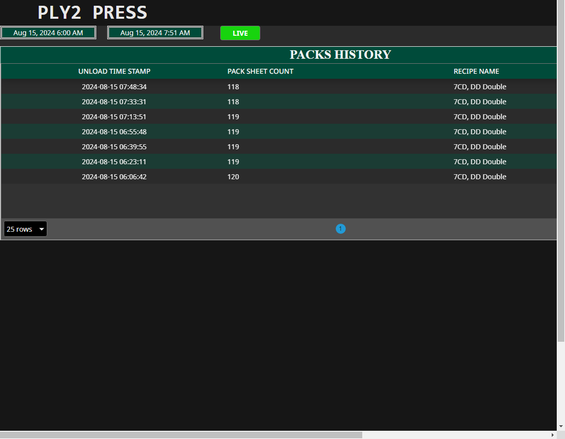 PLY2 PRESS
Aug 15, 2024 6:00 AM Aug 15, 2024 7:51 AM LIVE
PACKS HISTORY
UNLOAD TIME STAMP PACK SHEET COUNT RECIPE NAME
2024-08-15 07:48:34 118 7CD, DD Double
2024-08-15 07:33:31 118 7CD, DD Double
2024-08-15 07:13:51 119 7CD, DD Double
2024-08-15 06:55:48 119 7CD, DD Double
2024-08-15 06:39:55 119 7CD, DD Double
2024-08-15 06:23:11 119 7CD, DD Double
2024-08-15 06:06:42 120 7CD, DD Double
25 rows